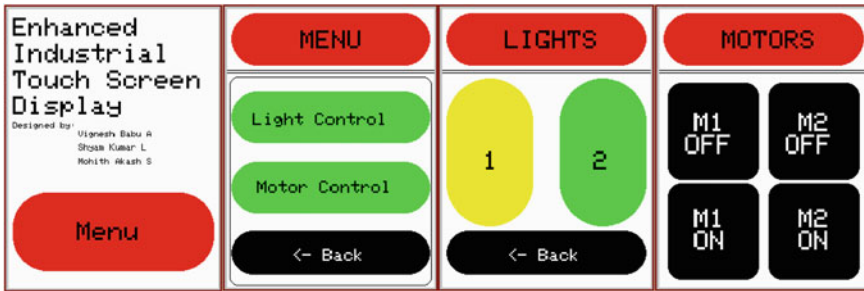 Enhanced
Industrial
Touch Screen
Display
Designed by:
Vignesh Babu A
Shyam Kumar L
Mohith Akash S
Menu
MENU
Light Control
Motor Control
<- Back
LIGHTS
1
2
<- Back
MOTORS
M1
OFF
M2
OFF
M1
ON
M2
ON